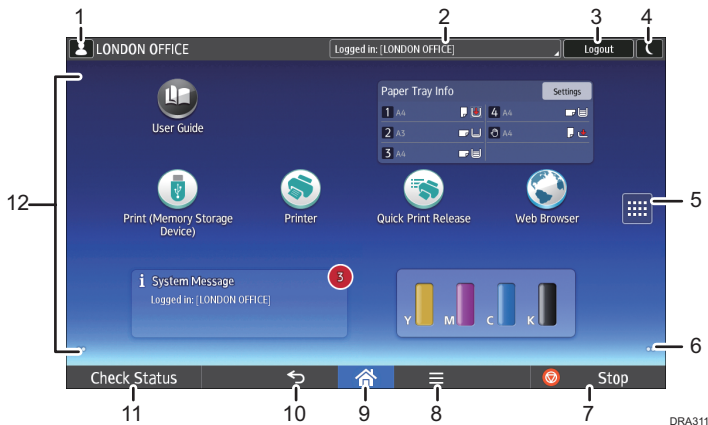 1
2
3
4
LONDON OFFICE
Logged in: [LONDON OFFICE]
Logout
User Guide
Paper Tray Info
Settings
1 A4
4 A4
2 A3
A4
3 A4
12
5
Print (Memory Storage
Device)
Printer
Quick Print Release
Web Browser
i System Message
3
Logged in: [LONDON OFFICE]
Y M C K
6
Check Status
Stop
11
10
9
8
7
DRA311